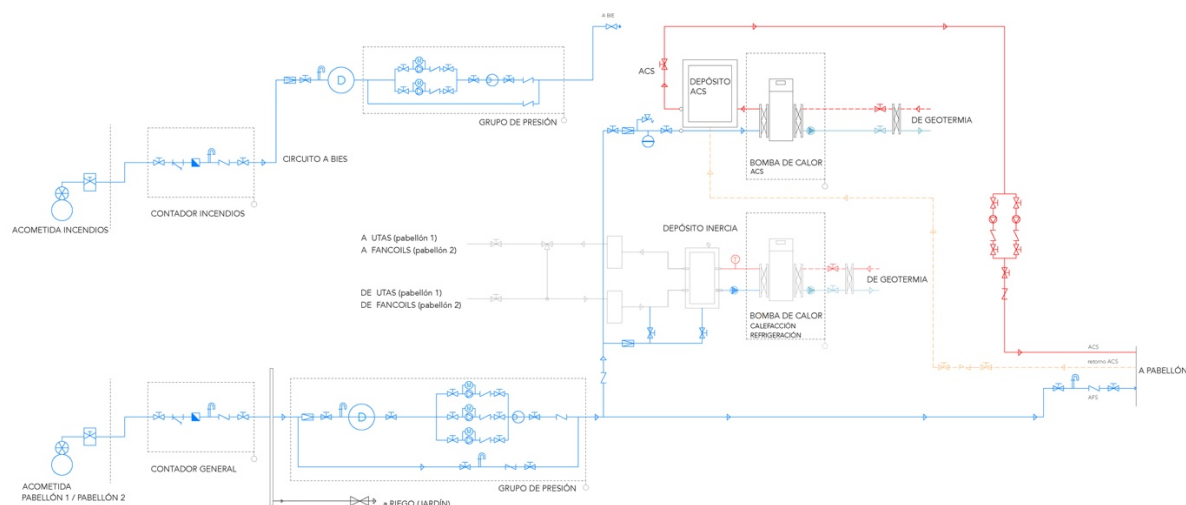 A BIE
ACS
DEPÓSITO
ACS
DE GEOTERMIA
GRUPO DE PRESIÓN
D
CIRCUITO A BIES
BOMBA DE CALOR
ACS
ACOMETIDA INCENDIOS
CONTADOR INCENDIOS
DEPÓSITO INERCIA
A UTAS (pabellón 1)
A FANCOILS (pabellón 2)
T
DE GEOTERMIA
DE UTAS (pabellón 1)
DE FANCOILS (pabellón 2)
BOMBA DE CALOR
CALEFACCIÓN
REFRIGERACIÓN
ACS
retorno ACS
A PABELLÓN
AFS
D
CONTADOR GENERAL
ACOMETIDA
PABELLÓN 1 / PABELLÓN 2
GRUPO DE PRESIÓN
a RIEGO (JARDÍN)